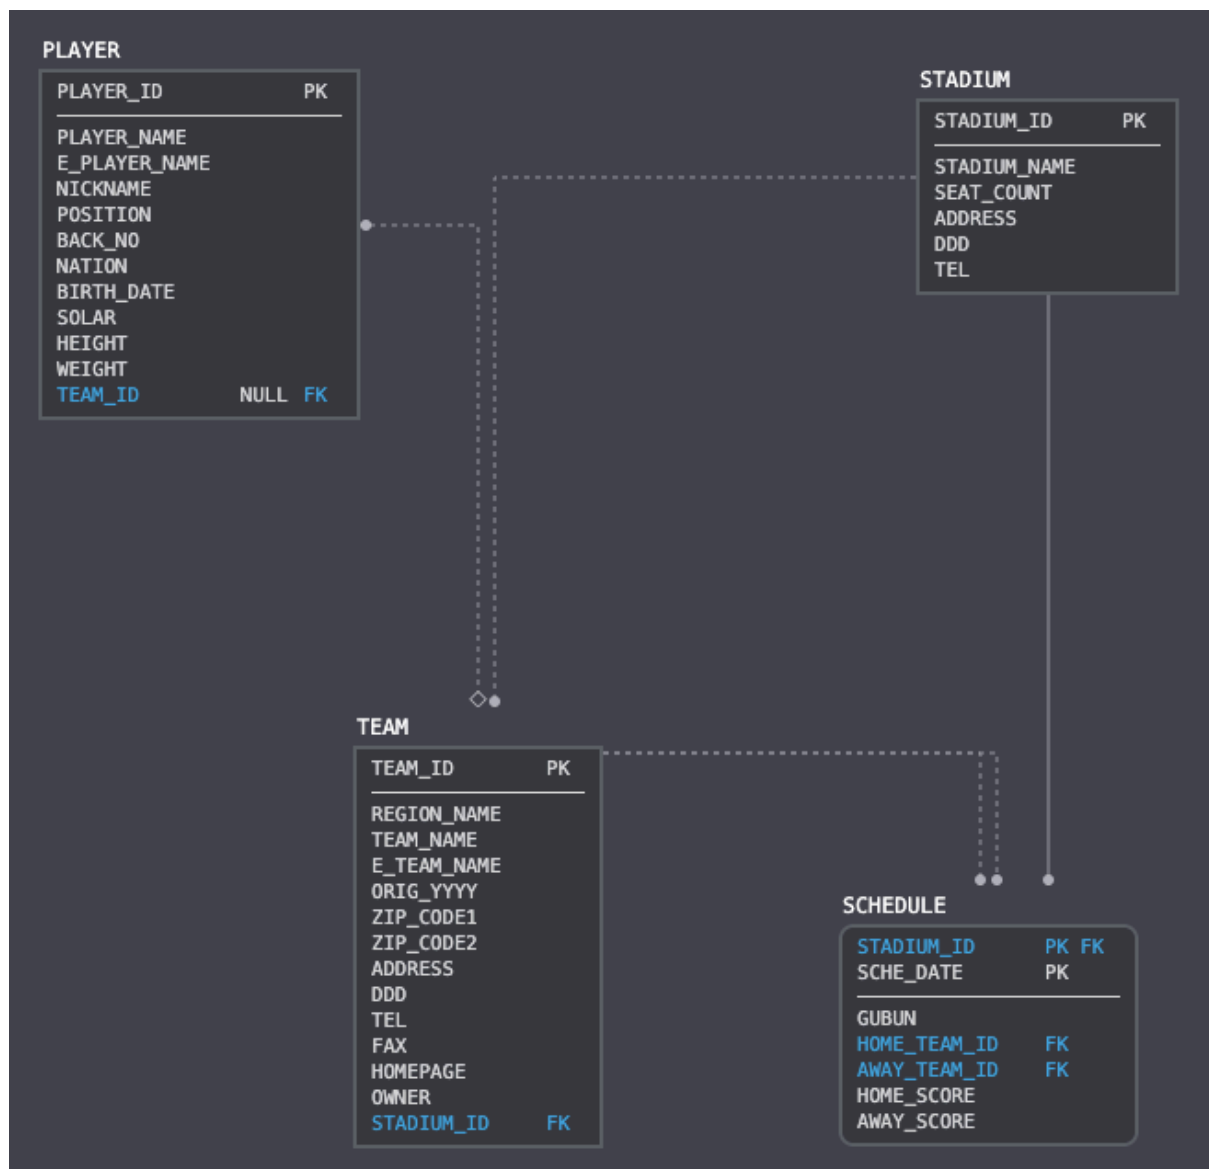 PLAYER
PLAYER_ID PK
PLAYER_NAME
E_PLAYER_NAME
NICKNAME
POSITION
BACK_NO
NATION
BIRTH_DATE
SOLAR
HEIGHT
WEIGHT
TEAM_ID NULL FK
STADIUM
STADIUM_ID PK
STADIUM_NAME
SEAT_COUNT
ADDRESS
DDD
TEL
TEAM
TEAM_ID PK
REGION_NAME
TEAM_NAME
E_TEAM_NAME
ORIG_YYYY
ZIP_CODE1
ZIP_CODE2
ADDRESS
DDD
TEL
FAX
HOMEPAGE
OWNER
STADIUM_ID FK
SCHEDULE
STADIUM_ID PK FK
SCHE_DATE PK
GUBUN
HOME_TEAM_ID FK
AWAY_TEAM_ID FK
HOME_SCORE
AWAY_SCORE